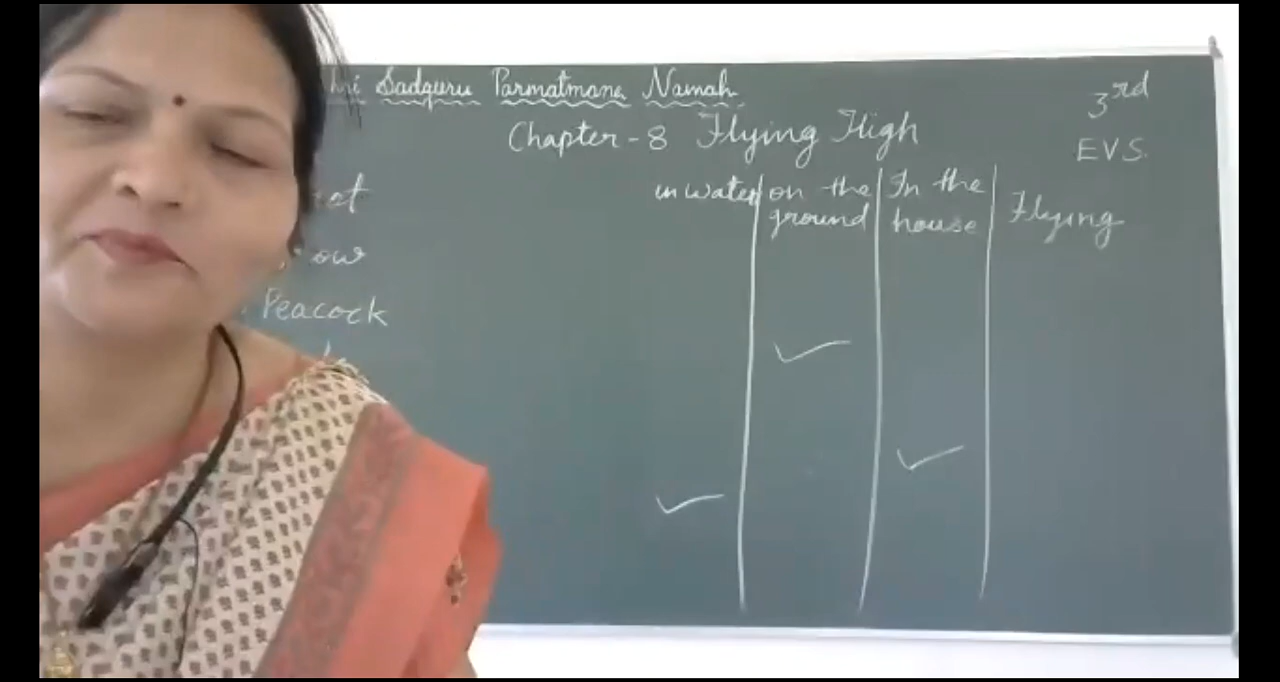 Sadguru Parmatmane Namah
3rd
Chapter-8 Flying High
EVS.
in water
on the ground
In the house
Flying
Peacock